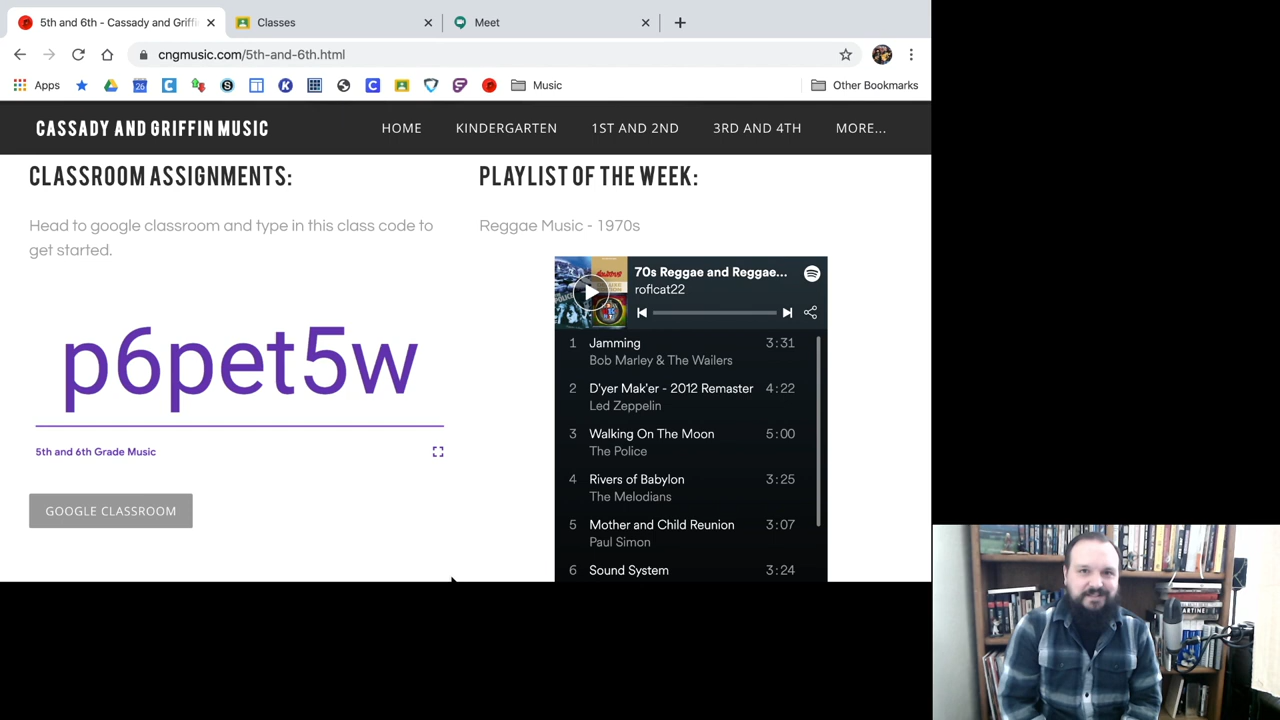 5th and 6th - Cassady and Griffi
Classes
Meet
cngmusic.com/5th-and-6th.html
Apps
26
Music
Other Bookmarks
CASSADY AND GRIFFIN MUSIC
HOME
KINDERGARTEN
1ST AND 2ND
3RD AND 4TH
MORE...
CLASSROOM ASSIGNMENTS:
Head to google classroom and type in this class code to
get started.
p6pet5w
5th and 6th Grade Music
GOOGLE CLASSROOM
PLAYLIST OF THE WEEK:
Reggae Music - 1970s
70s Reggae and Reggae...
roflcat22
1 Jamming 3:31
Bob Marley & The Wailers
2 D'yer Mak'er - 2012 Remaster 4:22
Led Zeppelin
3 Walking On The Moon 5:00
The Police
4 Rivers of Babylon 3:25
The Melodians
5 Mother and Child Reunion 3:07
Paul Simon
6 Sound System 3:24